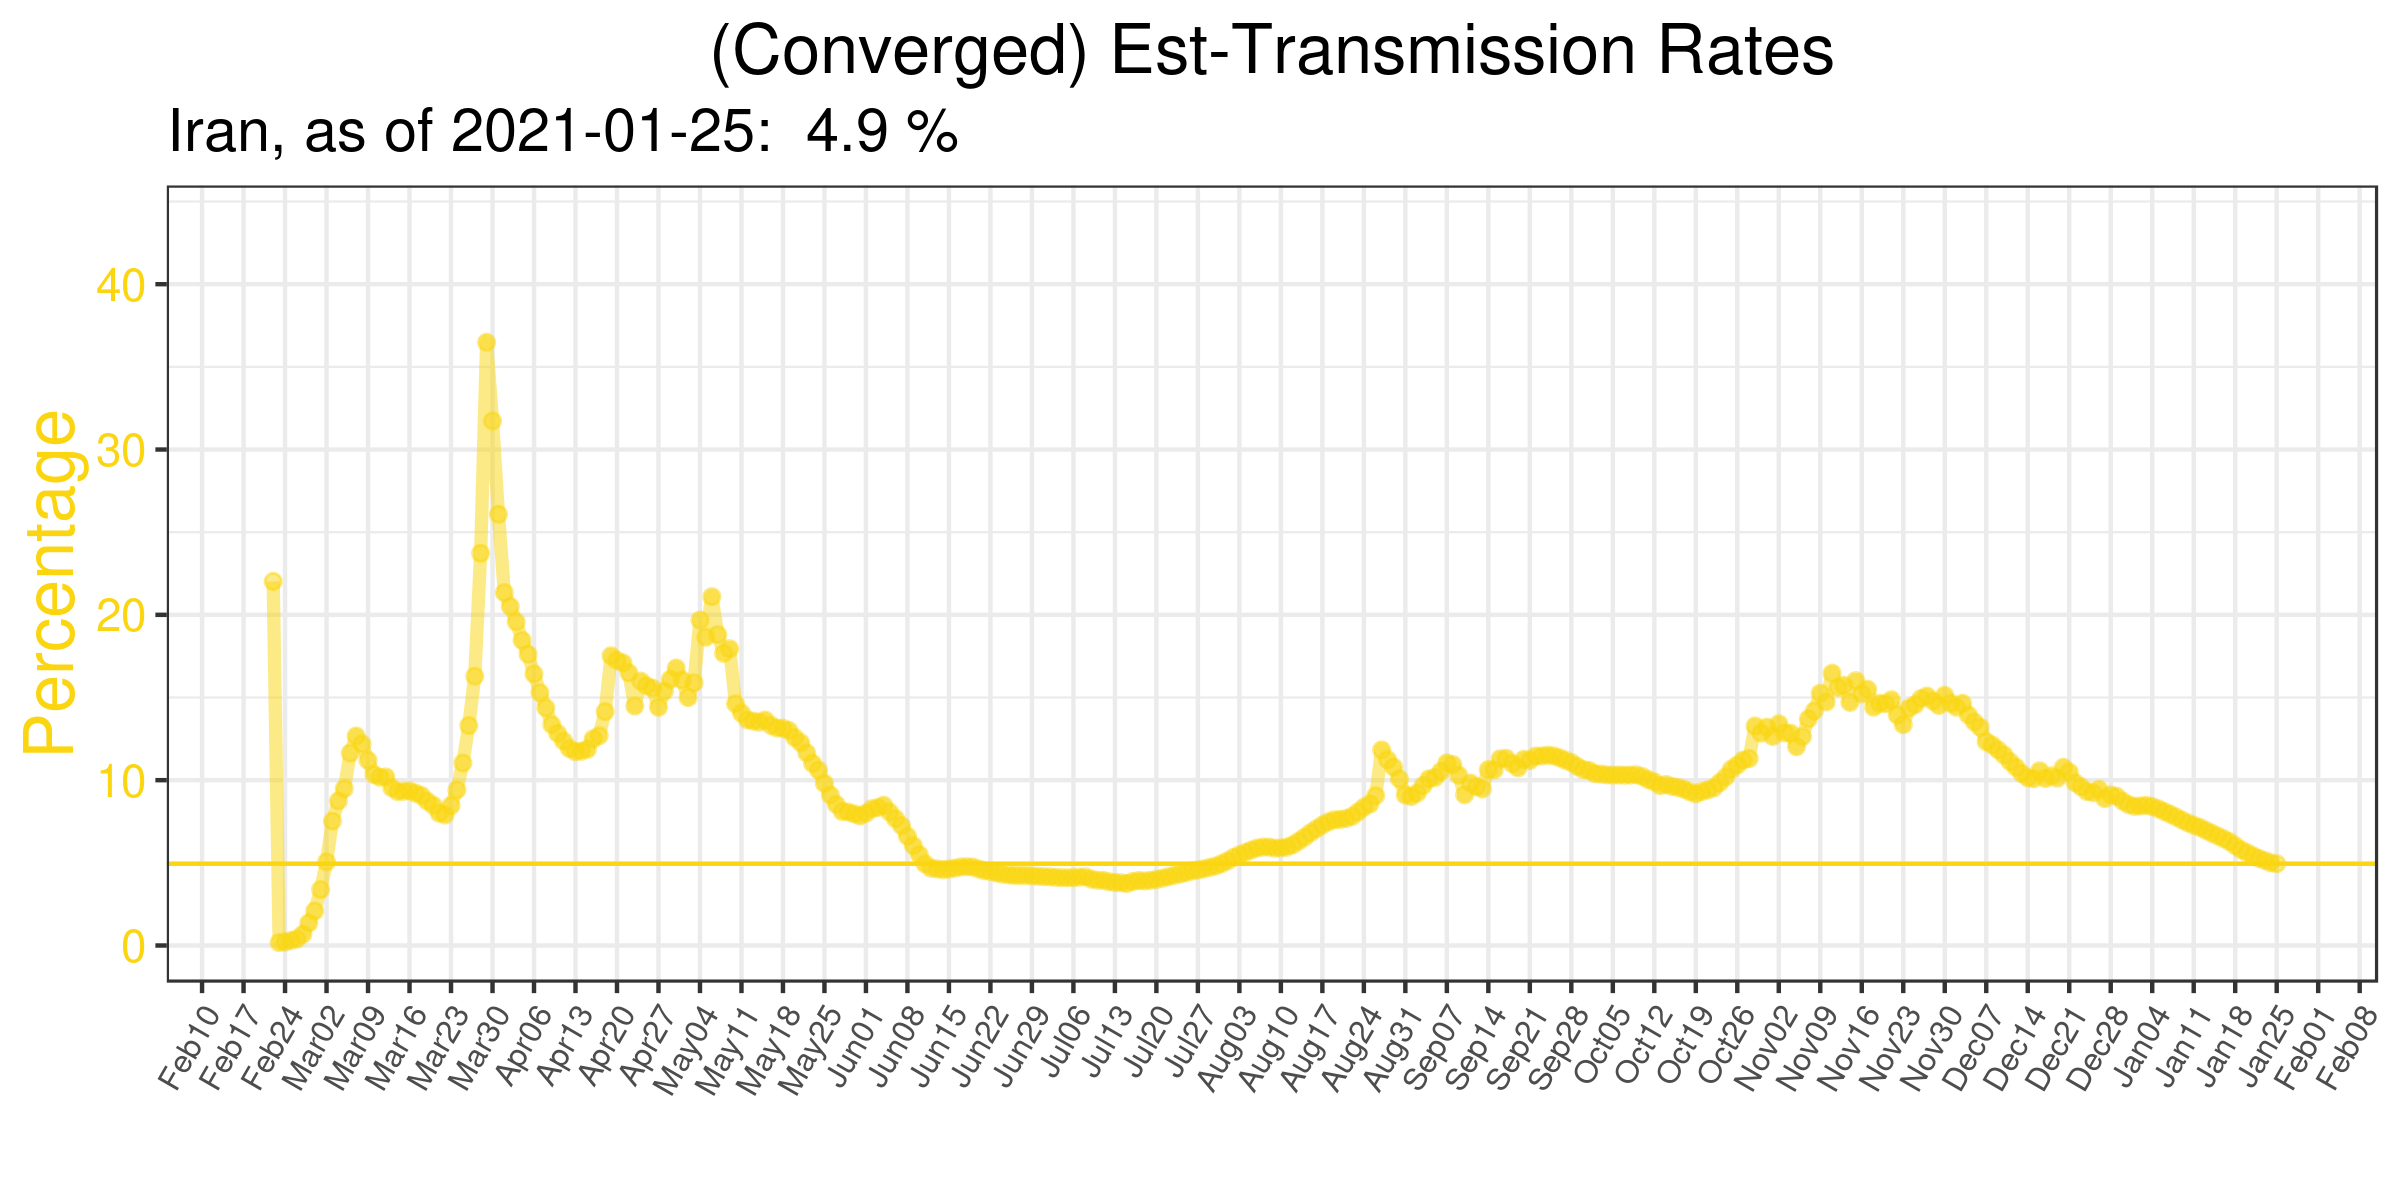 (Converged) Est-Transmission Rates
Iran, as of 2021-01-25:  4.9 %
Percentage
40
30
20
10
0
Feb10
Feb17
Feb24
Mar02
Mar09
Mar16
Mar23
Mar30
Apr06
Apr13
Apr20
Apr27
May04
May11
May18
May25
Jun01
Jun08
Jun15
Jun22
Jun29
Jul06
Jul13
Jul20
Jul27
Aug03
Aug10
Aug17
Aug24
Aug31
Sep07
Sep14
Sep21
Sep28
Oct05
Oct12
Oct19
Oct26
Nov02
Nov09
Nov16
Nov23
Nov30
Dec07
Dec14
Dec21
Dec28
Jan04
Jan11
Jan18
Jan25
Feb01
Feb08